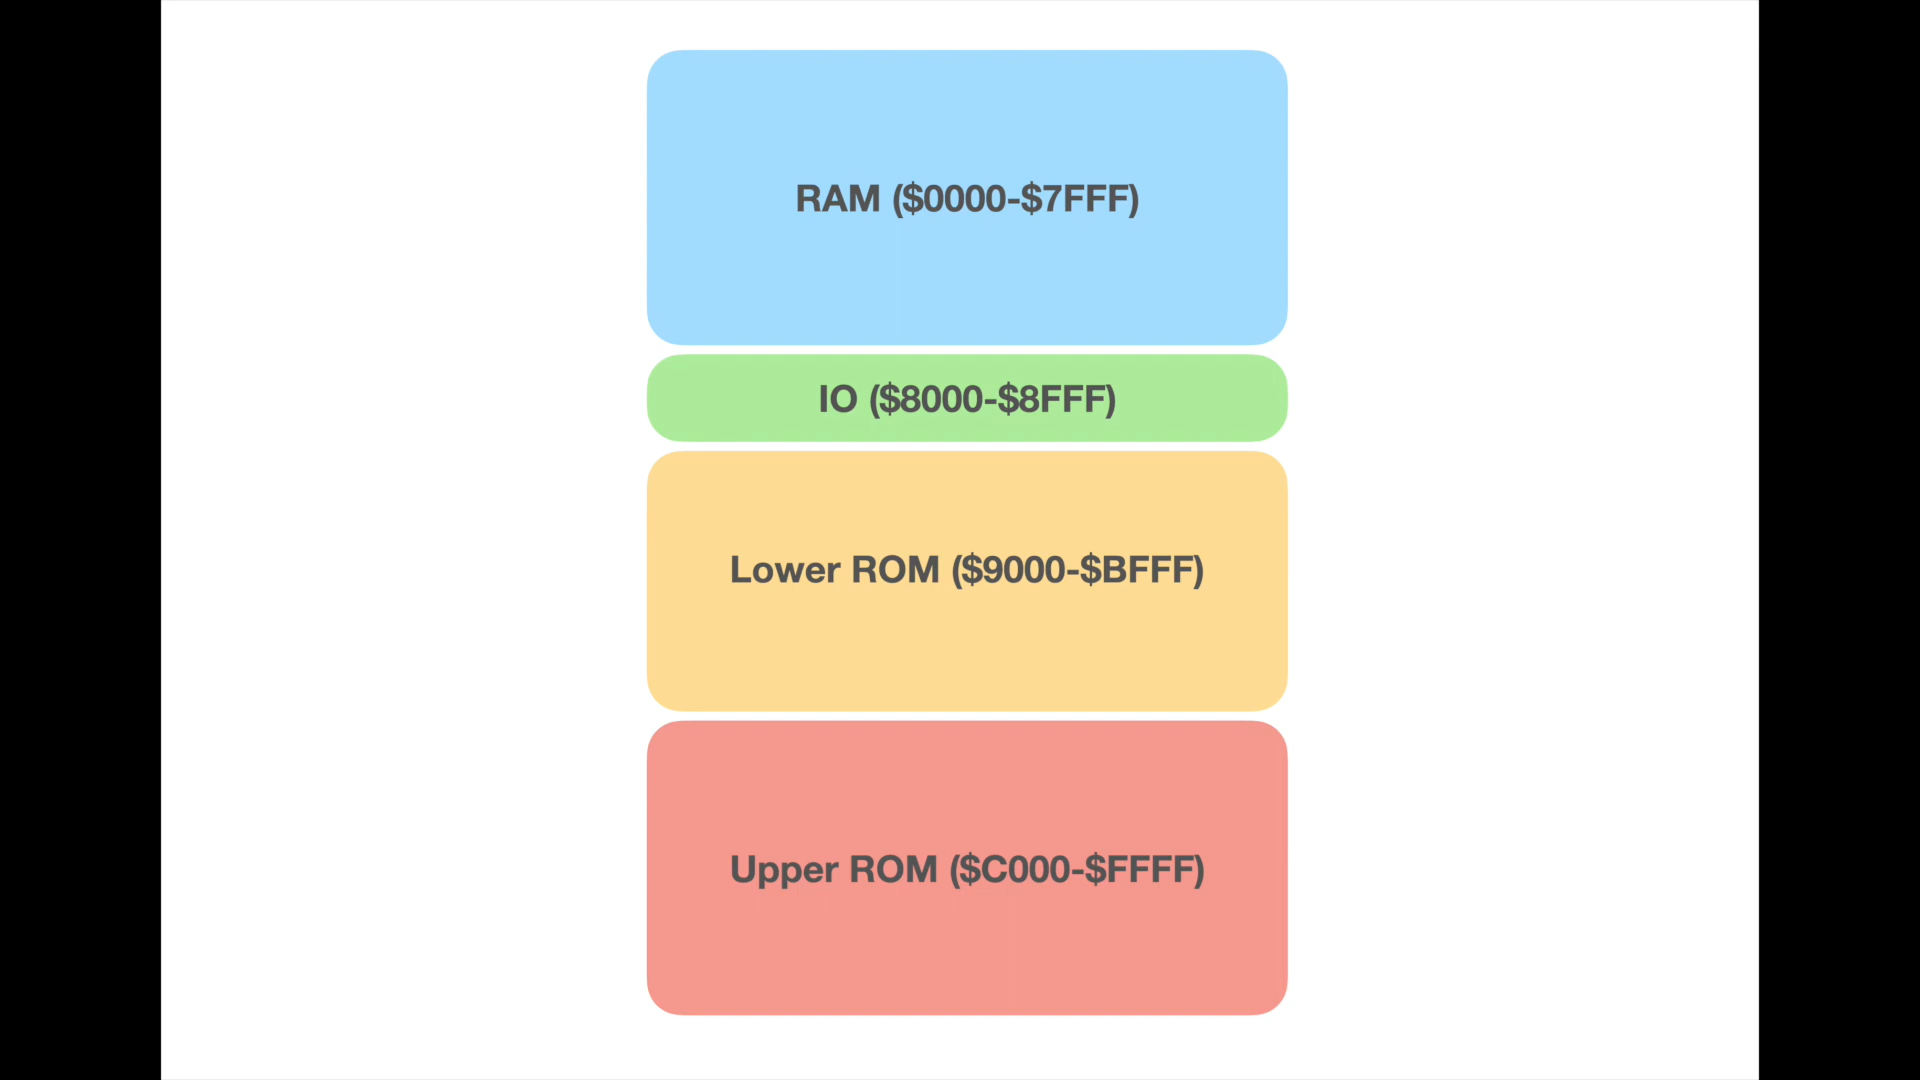 RAM ($0000-$7FFF)
IO ($8000-$8FFF)
Lower ROM ($9000-$BFFF)
Upper ROM ($C000-$FFFF)